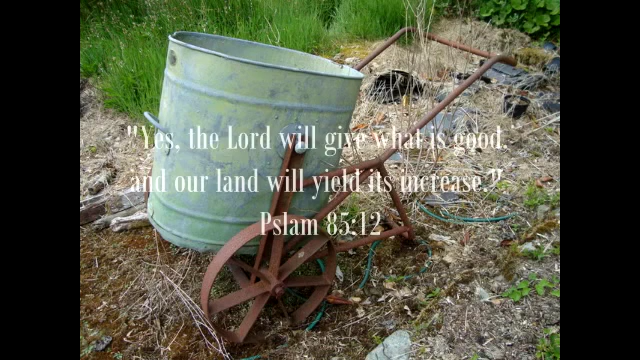 "Yes, the Lord will give what is good,
and our land will yield its increase."
Pslam 85:12